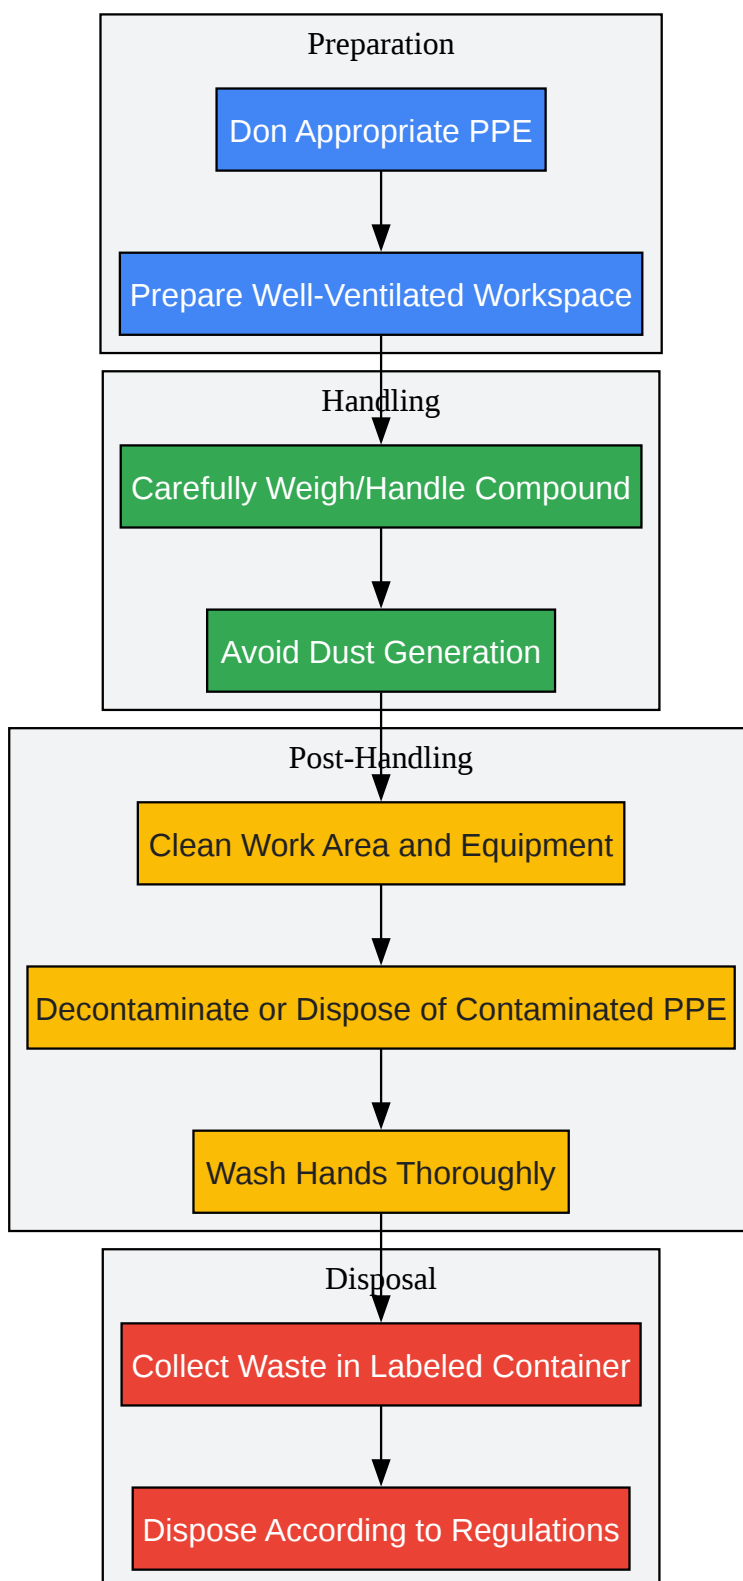 Preparation
Don Appropriate PPE
Prepare Well-Ventilated Workspace
Handling
Carefully Weigh/Handle Compound
Avoid Dust Generation
Post-Handling
Clean Work Area and Equipment
Decontaminate or Dispose of Contaminated PPE
Wash Hands Thoroughly
Disposal
Collect Waste in Labeled Container
Dispose According to Regulations